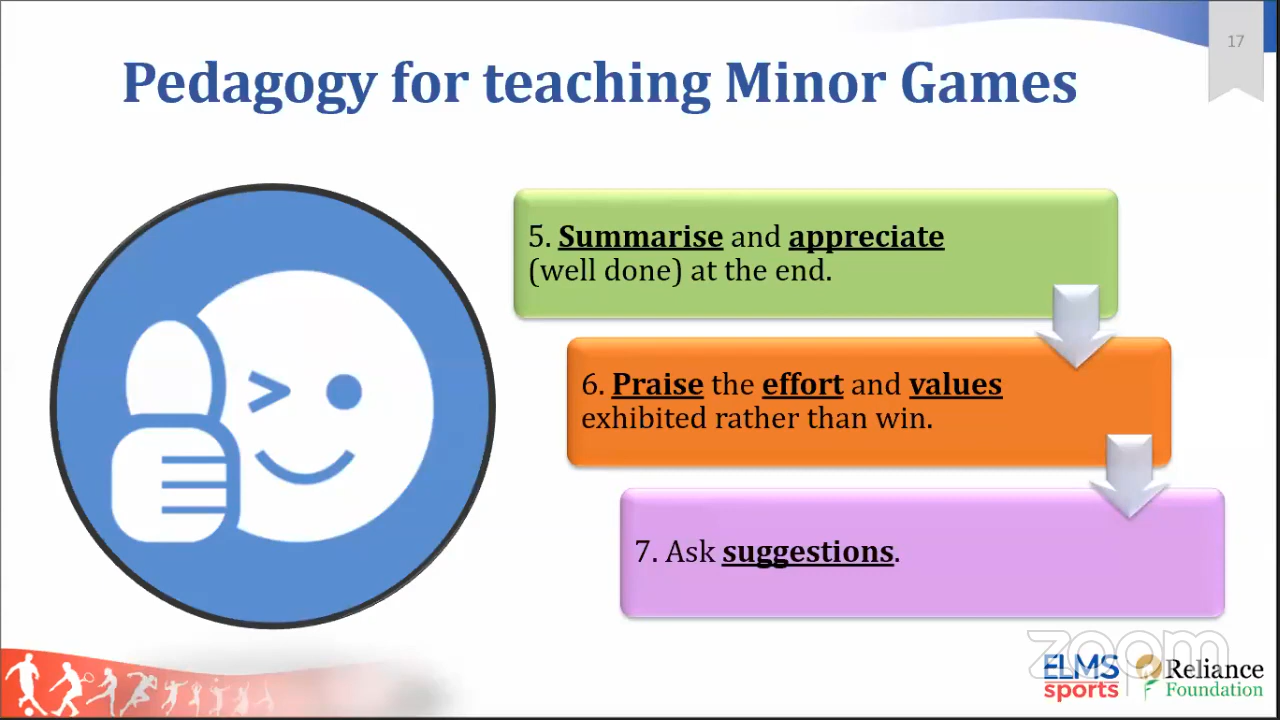 17
Pedagogy for teaching Minor Games
5. Summarise and appreciate
(well done) at the end.
6. Praise the effort and values
exhibited rather than win.
7. Ask suggestions.
zoom
ELMS
sports
Reliance
Foundation